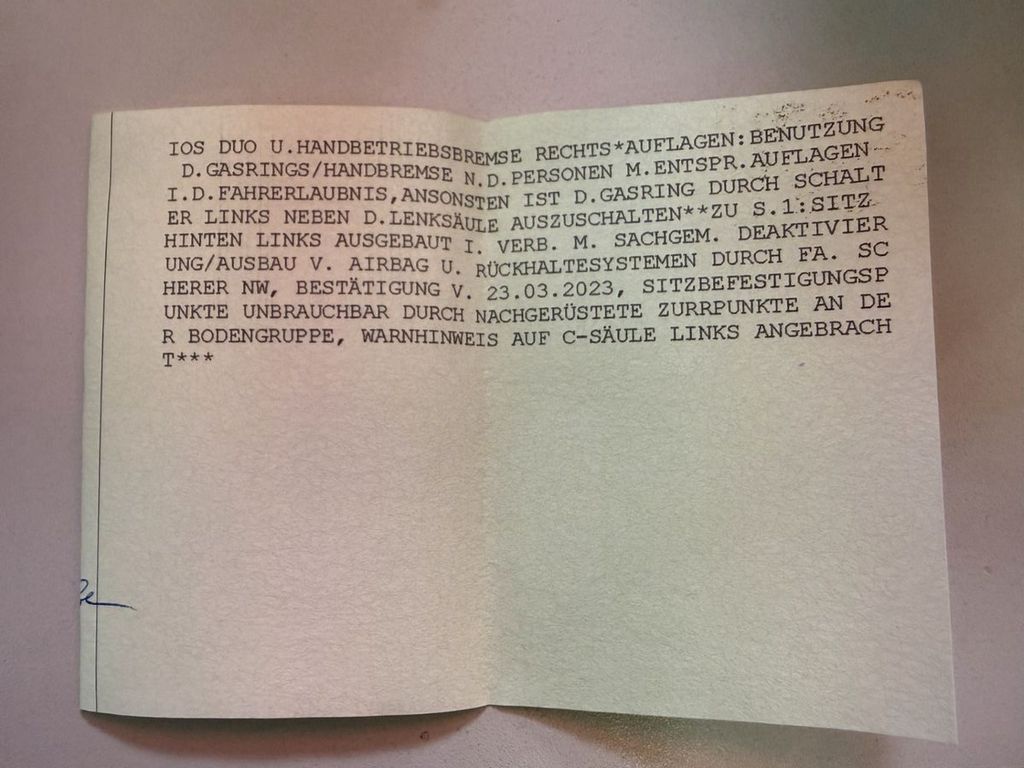 IOS DUO U.HANDBETRIEBSBREMSE RECHTS*AUFLAGEN:BENUTZUNG
D.GASRINGS/HANDBREMSE N.D.PERSONEN M.ENTSPR.AUFLAGEN
I.D.FAHRERLAUBNIS,ANSONSTEN IST D.GASRING DURCH SCHALT
ER LINKS NEBEN D.LENKSÄULE AUSZUSCHALTEN**ZU S.1:SITZ
HINTEN LINKS AUSGEBAUT I. VERB. M. SACHGEM. DEAKTIVIER
UNG/AUSBAU V. AIRBAG U. RÜCKHALTESYSTEMEN DURCH FA. SC
HERER NW, BESTÄTIGUNG V. 23.03.2023, SITZBEFESTIGUNGSP
UNKTE UNBRAUCHBAR DURCH NACHGERÜSTETE ZURRPUNKTE AN DE
R BODENGRUPPE, WARNHINWEIS AUF C-SÄULE LINKS ANGEBRACH
T***